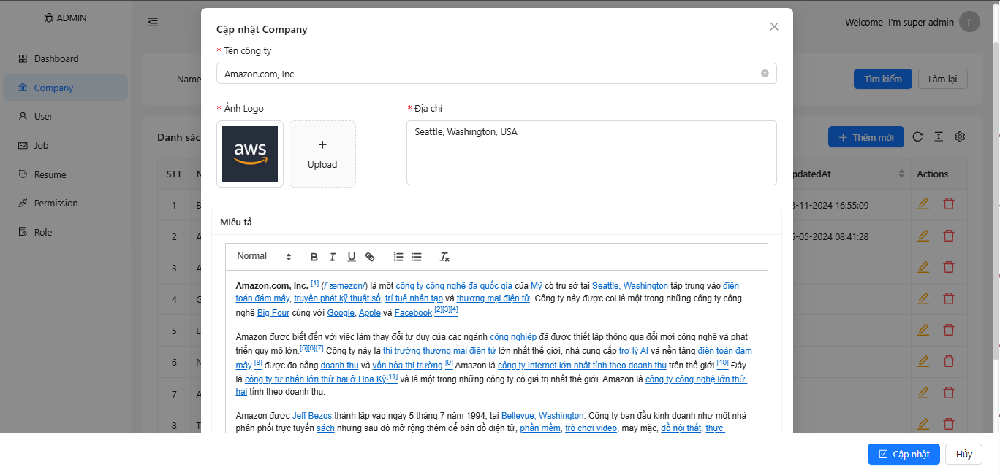 ADMIN
Dashboard
Company
User
Job
Resume
Permission
Role
Welcome I'm super admin
I'
Name
Tìm kiếm
Làm lại
Danh sác
Thêm mới
STT
N
pdatedAt
Actions
1
B
-11-2024 16:55:09
2
A
-05-2024 08:41:28
3
A
4
G
5
L
6
N
7
A
8
T
Cập nhật Company
* Tên công ty
Amazon.com, Inc
* Ảnh Logo
* Địa chỉ
aws
+
Upload
Seattle, Washington, USA
Miêu tả
Normal
B I U
Amazon.com, Inc. [1] (/ˈæməzɒn/) là một công ty công nghệ đa quốc gia của Mỹ có trụ sở tại Seattle, Washington tập trung vào điện
toán đám mây, truyền phát kỹ thuật số, trí tuệ nhân tạo và thương mại điện tử. Công ty này được coi là một trong những công ty công
nghệ Big Four cùng với Google, Apple và Facebook.[2][3][4]
Amazon được biết đến với việc làm thay đổi tư duy của các ngành công nghiệp đã được thiết lập thông qua đổi mới công nghệ và phát
triển quy mô lớn.[5][6][7] Công ty này là thị trường thương mại điện tử lớn nhất thế giới, nhà cung cấp trợ lý AI và nền tảng điện toán đám
mây [8] được đo bằng doanh thu và vốn hóa thị trường.[9] Amazon là công ty Internet lớn nhất tính theo doanh thu trên thế giới.[10] Đây
là công ty tư nhân lớn thứ hai ở Hoa Kỳ[11] và là một trong những công ty có giá trị nhất thế giới. Amazon là công ty công nghệ lớn thứ
hai tính theo doanh thu.
Amazon được Jeff Bezos thành lập vào ngày 5 tháng 7 năm 1994, tại Bellevue, Washington. Công ty ban đầu kinh doanh như một nhà
phân phối trực tuyến sách nhưng sau đó mở rộng thêm để bán đồ điện tử, phần mềm, trò chơi video, may mặc, đồ nội thất, thực
Cập nhật
Hủy